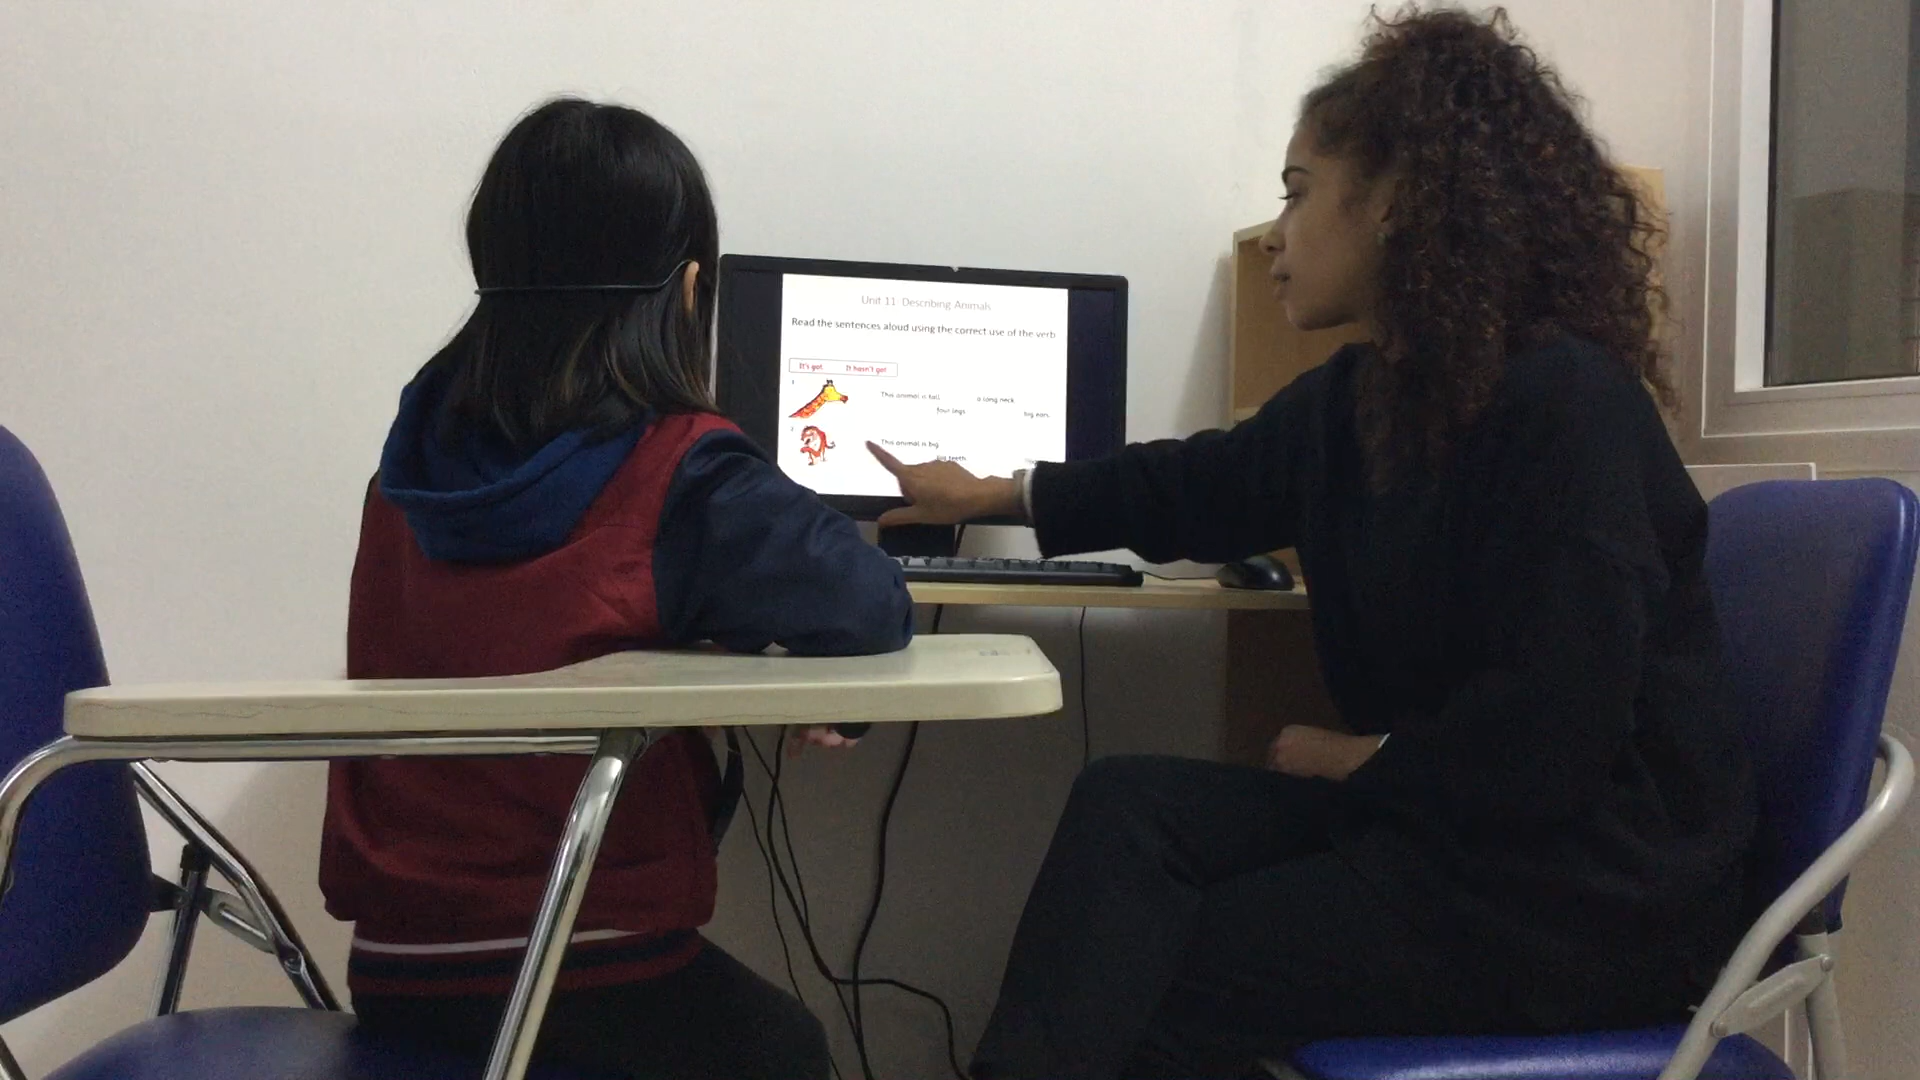 Unit 11: Describing Animals
Read the sentences aloud using the correct use of the verb
It's got It hasn't got
1
This animal is tall. a long neck
four legs big ears.
2
This animal is big
big teeth